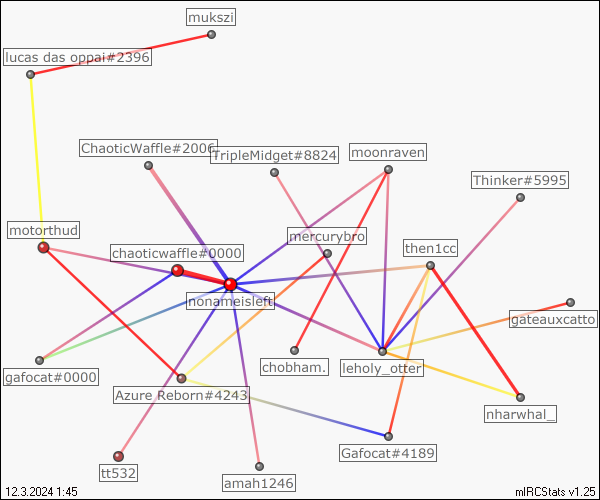 mukszi
lucas das oppai#2396
ChaoticWaffle#2006
TripleMidget#8824
moonraven
Thinker#5995
motorthud
mercurybro
chaoticwaffle#0000
then1cc
nonameisleft
gateauxcatto
gafocat#0000
chobham.
leholy_otter
Azure Reborn#4243
nharwhal_
Gafocat#4189
tt532
amah1246
12.3.2024 1:45
mIRCStats v1.25